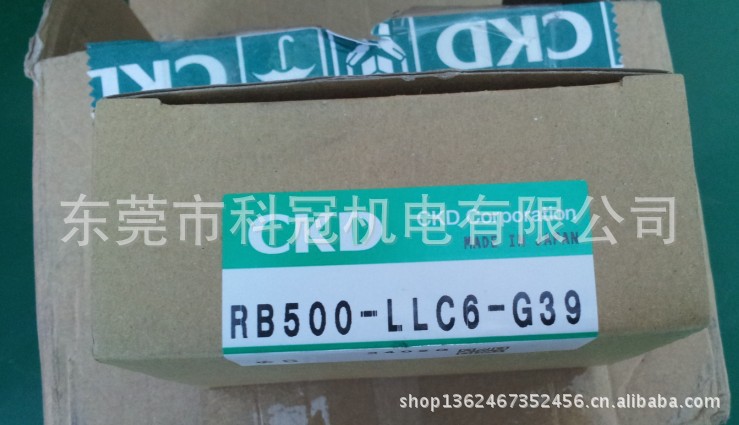 CKD CKD
东莞市科冠机电有限公司
CKD CKD Corporation
MADE IN JAPAN
RB500-LLC6-G39
shop1362467352456.cn.alibaba.com